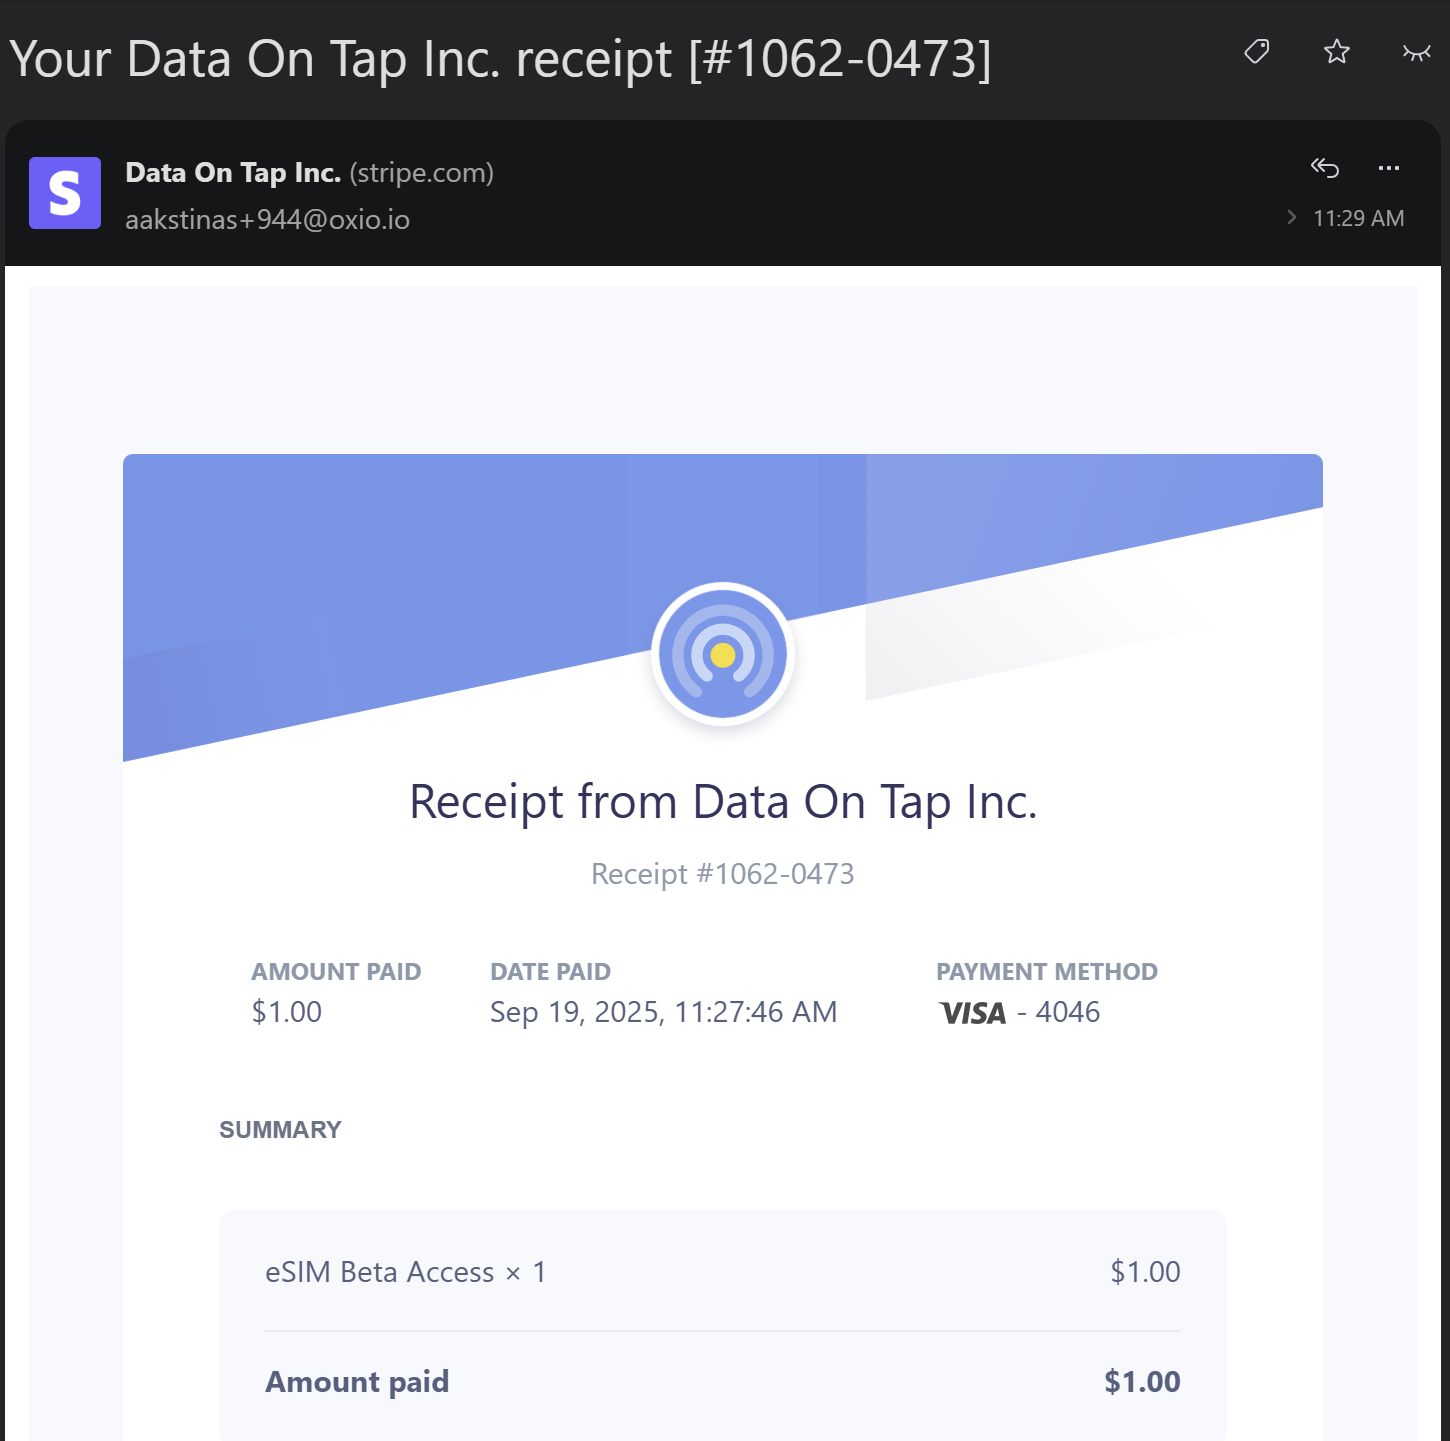 Your Data On Tap Inc. receipt [#1062-0473]
S
Data On Tap Inc. (stripe.com)
aakstinas+944@oxio.io
11:29 AM
Receipt from Data On Tap Inc.
Receipt #1062-0473
AMOUNT PAID DATE PAID PAYMENT METHOD
$1.00 Sep 19, 2025, 11:27:46 AM VISA - 4046
SUMMARY
eSIM Beta Access × 1 $1.00
Amount paid $1.00